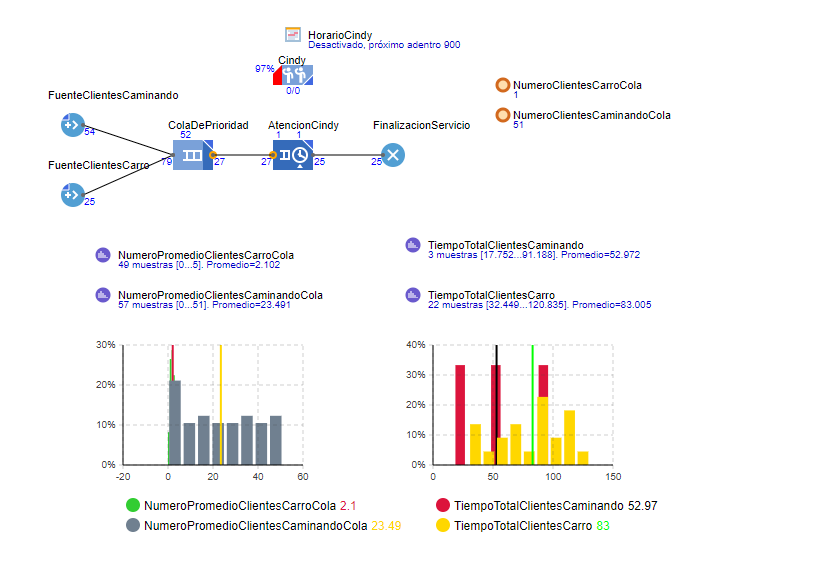 HorarioCindy
Desactivado, próximo adentro 900
Cindy
97%
0/0
NumeroClientesCarroCola
1
NumeroClientesCaminandoCola
51
FuenteClientesCaminando
54
ColaDePrioridad
52
AtencionCindy
1 1
FinalizacionServicio
FuenteClientesCarro
79 27 27 25 25
25
NumeroPromedioClientesCarroCola
49 muestras [0...5]. Promedio=2.102
TiempoTotalClientesCaminando
3 muestras [17.752...91.188]. Promedio=52.972
NumeroPromedioClientesCaminandoCola
57 muestras [0...51]. Promedio=23.491
TiempoTotalClientesCarro
22 muestras [32.449...120.835]. Promedio=83.005
30%
20%
10%
0%
-20 0 20 40 60
40%
30%
20%
10%
0%
0 50 100 150
NumeroPromedioClientesCarroCola 2.1
NumeroPromedioClientesCaminandoCola 23.49
TiempoTotalClientesCaminando 52.97
TiempoTotalClientesCarro 83